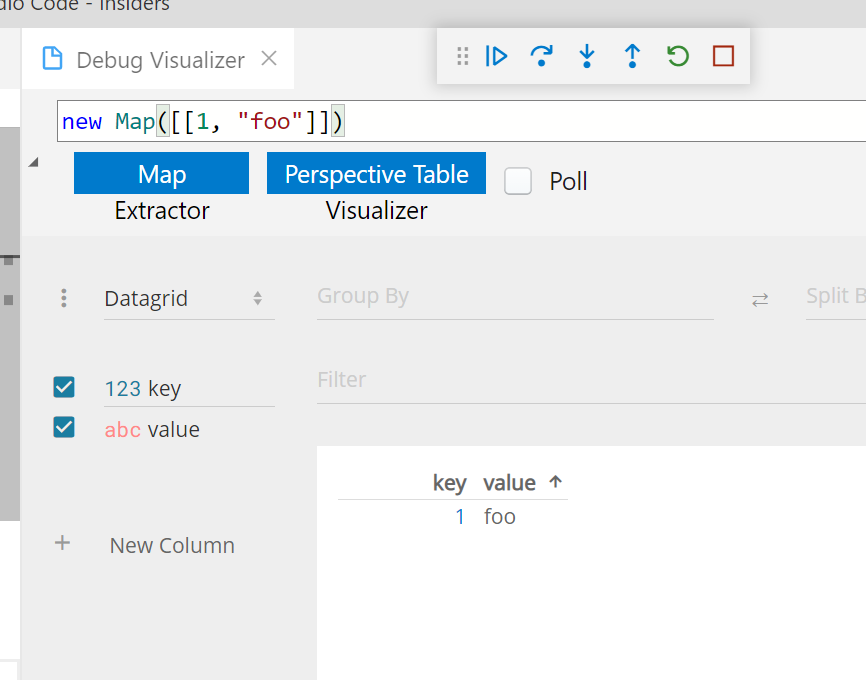 dio Code - Insiders
Debug Visualizer
new Map([[1, "foo"]])
Map
Perspective Table
Poll
Extractor
Visualizer
Datagrid
Group By
Split B
123 key
Filter
abc value
key value
1 foo
New Column